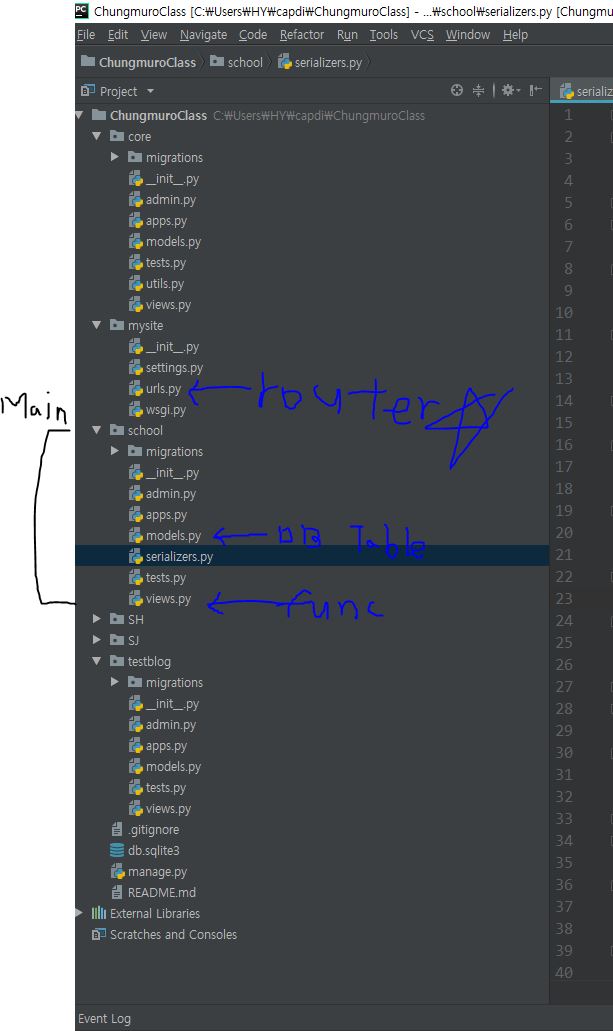 ChungmuroClass [C:₩Users₩HY₩capdi₩ChungmuroClass] - ...₩school₩serializers.py [Chungmu
File Edit View Navigate Code Refactor Run Tools VCS Window Help
ChungmuroClass school serializers.py
Project serializ
ChungmuroClass C:₩Users₩HY₩capdi₩ChungmuroClass 1
core 2
migrations 3
__init__.py 4
admin.py 5
apps.py 6
models.py 7
tests.py 8
utils.py 9
views.py 10
mysite 11
__init__.py 12
settings.py
urls.py router 13
wsgi.py 14
Main
school 15
migrations 16
__init__.py 17
admin.py 18
apps.py 19
models.py DB Table 20
serializers.py 21
tests.py 22
views.py func 23
SH 24
SJ 25
testblog 26
migrations 27
__init__.py 28
admin.py 29
apps.py 30
models.py 31
tests.py 32
views.py
.gitignore 33
db.sqlite3 34
manage.py 35
README.md 36
External Libraries 37
Scratches and Consoles 38
39
40
Event Log